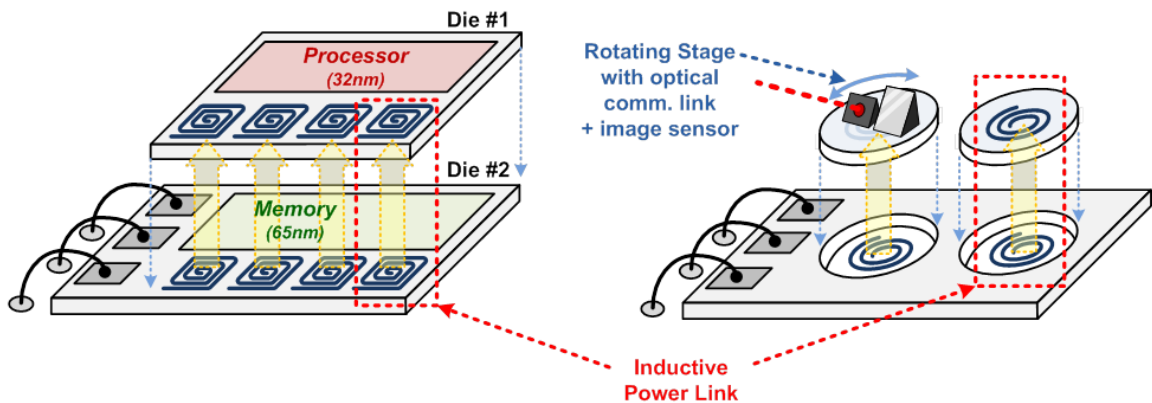 Die #1
Processor
(32nm)
Die #2
Memory
(65nm)
Rotating Stage
with optical
comm. link
+ image sensor
Inductive
Power Link